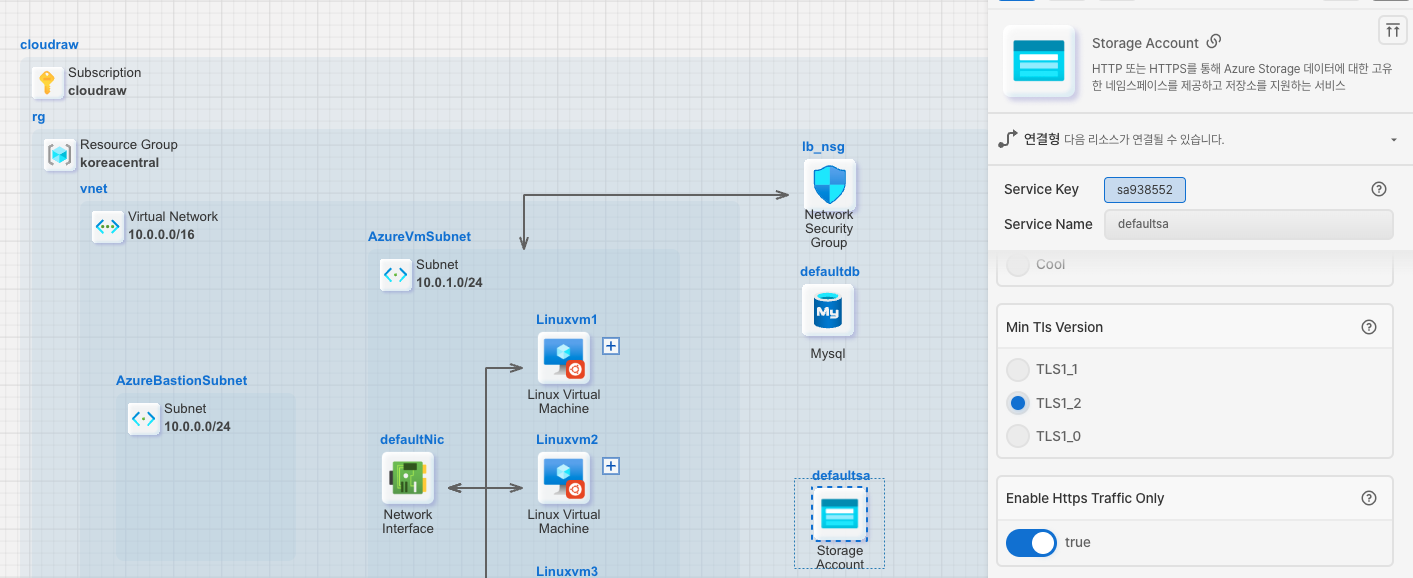 cloudraw
Subscription
cloudraw
rg
Resource Group
koreacentral
vnet
Virtual Network
10.0.0.0/16
AzureVmSubnet
Subnet
10.0.1.0/24
AzureBastionSubnet
Subnet
10.0.0.0/24
defaultNic
Network
Interface
Linuxvm1
Linux Virtual
Machine
Linuxvm2
Linux Virtual
Machine
Linuxvm3
lb_nsg
Network
Security
Group
defaultdb
My
Mysql
defaultsa
Storage
Account
Storage Account
HTTP 또는 HTTPS를 통해 Azure Storage 데이터에 대한 고유
한 네임스페이스를 제공하고 저장소를 지원하는 서비스
연결형 다음 리소스가 연결될 수 있습니다.
Service Key sa938552
Service Name defaultsa
Cool
Min Tls Version
TLS1_1
TLS1_2
TLS1_0
Enable Https Traffic Only
true